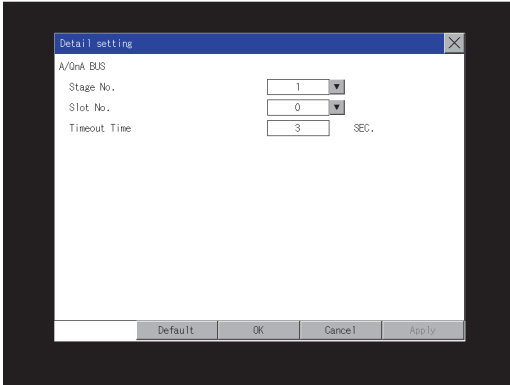 Detail setting
A/QnA BUS
Stage No. 1
Slot No. 0
Timeout Time 3 SEC.
Default OK Cancel Apply